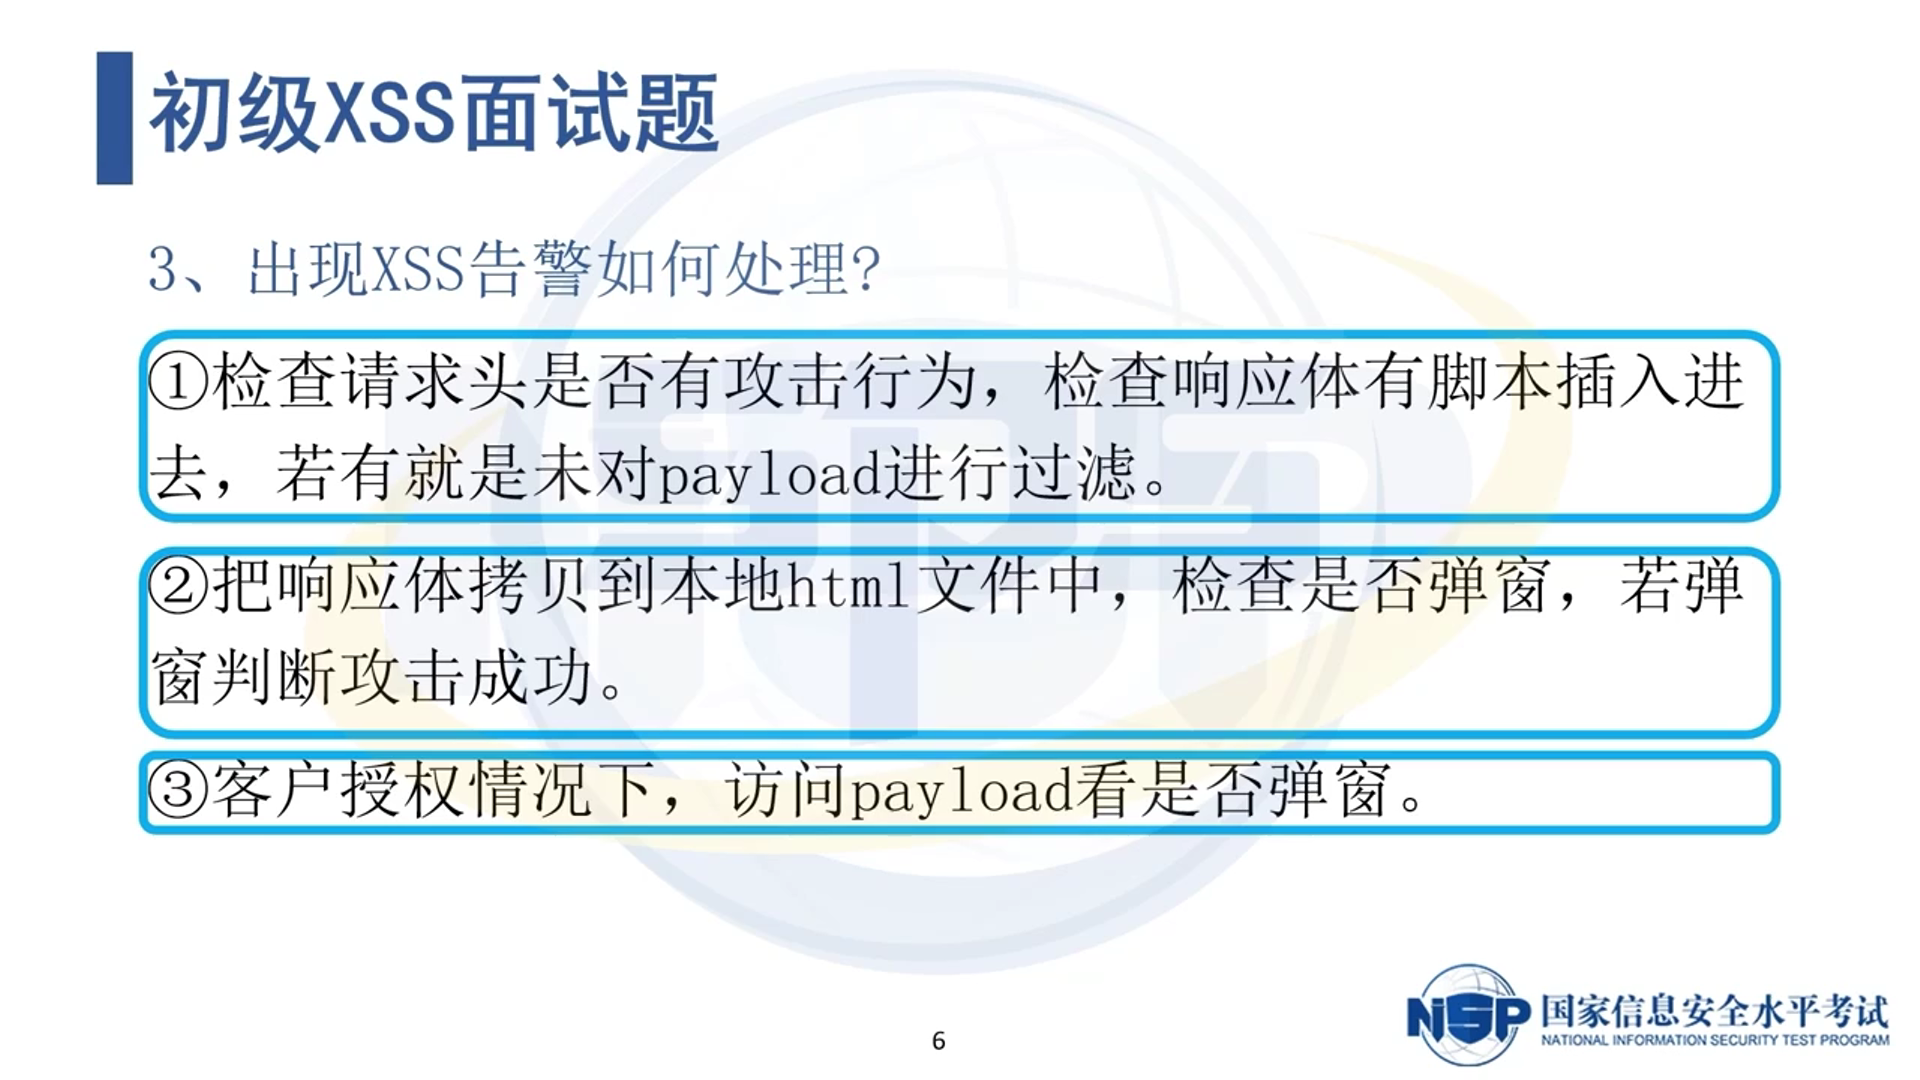 初级XSS面试题
3、出现XSS告警如何处理?
①检查请求头是否有攻击行为，检查响应体有脚本插入进
去，若有就是未对payload进行过滤。
②把响应体拷贝到本地html文件中，检查是否弹窗，若弹
窗判断攻击成功。
③客户授权情况下，访问payload看是否弹窗。
6
NISP
国家信息安全水平考试
NATIONAL INFORMATION SECURITY TEST PROGRAM